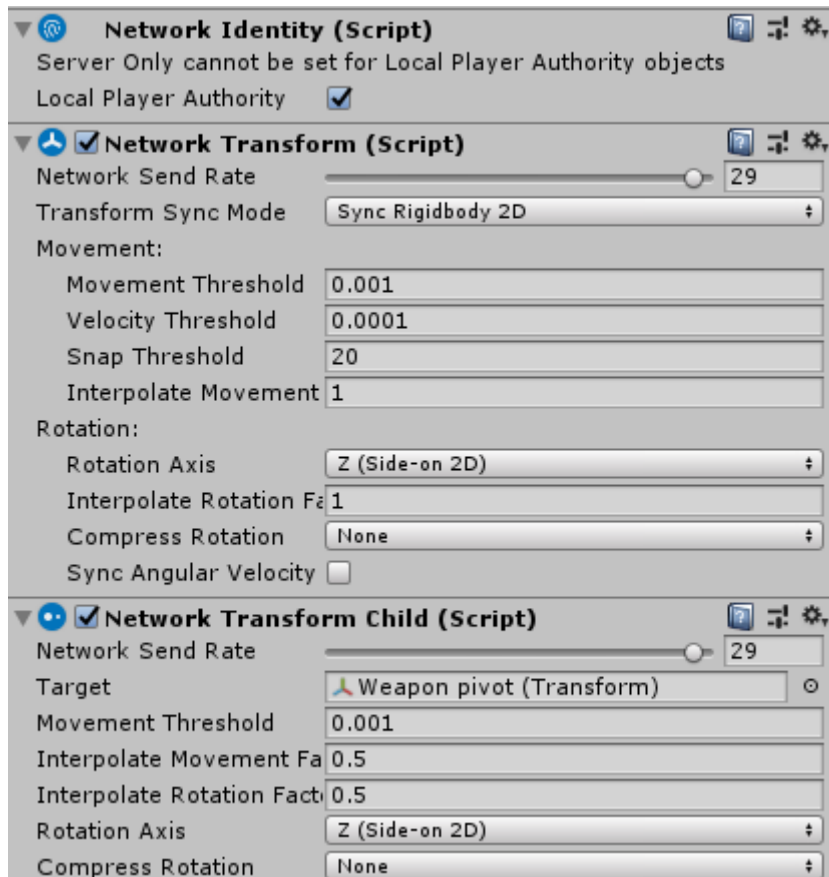 Network Identity (Script)
Server Only cannot be set for Local Player Authority objects
Local Player Authority
Network Transform (Script)
Network Send Rate 29
Transform Sync Mode Sync Rigidbody 2D
Movement:
Movement Threshold 0.001
Velocity Threshold 0.0001
Snap Threshold 20
Interpolate Movement 1
Rotation:
Rotation Axis Z (Side-on 2D)
Interpolate Rotation Fa 1
Compress Rotation None
Sync Angular Velocity
Network Transform Child (Script)
Network Send Rate 29
Target Weapon pivot (Transform)
Movement Threshold 0.001
Interpolate Movement Fa 0.5
Interpolate Rotation Facto 0.5
Rotation Axis Z (Side-on 2D)
Compress Rotation None